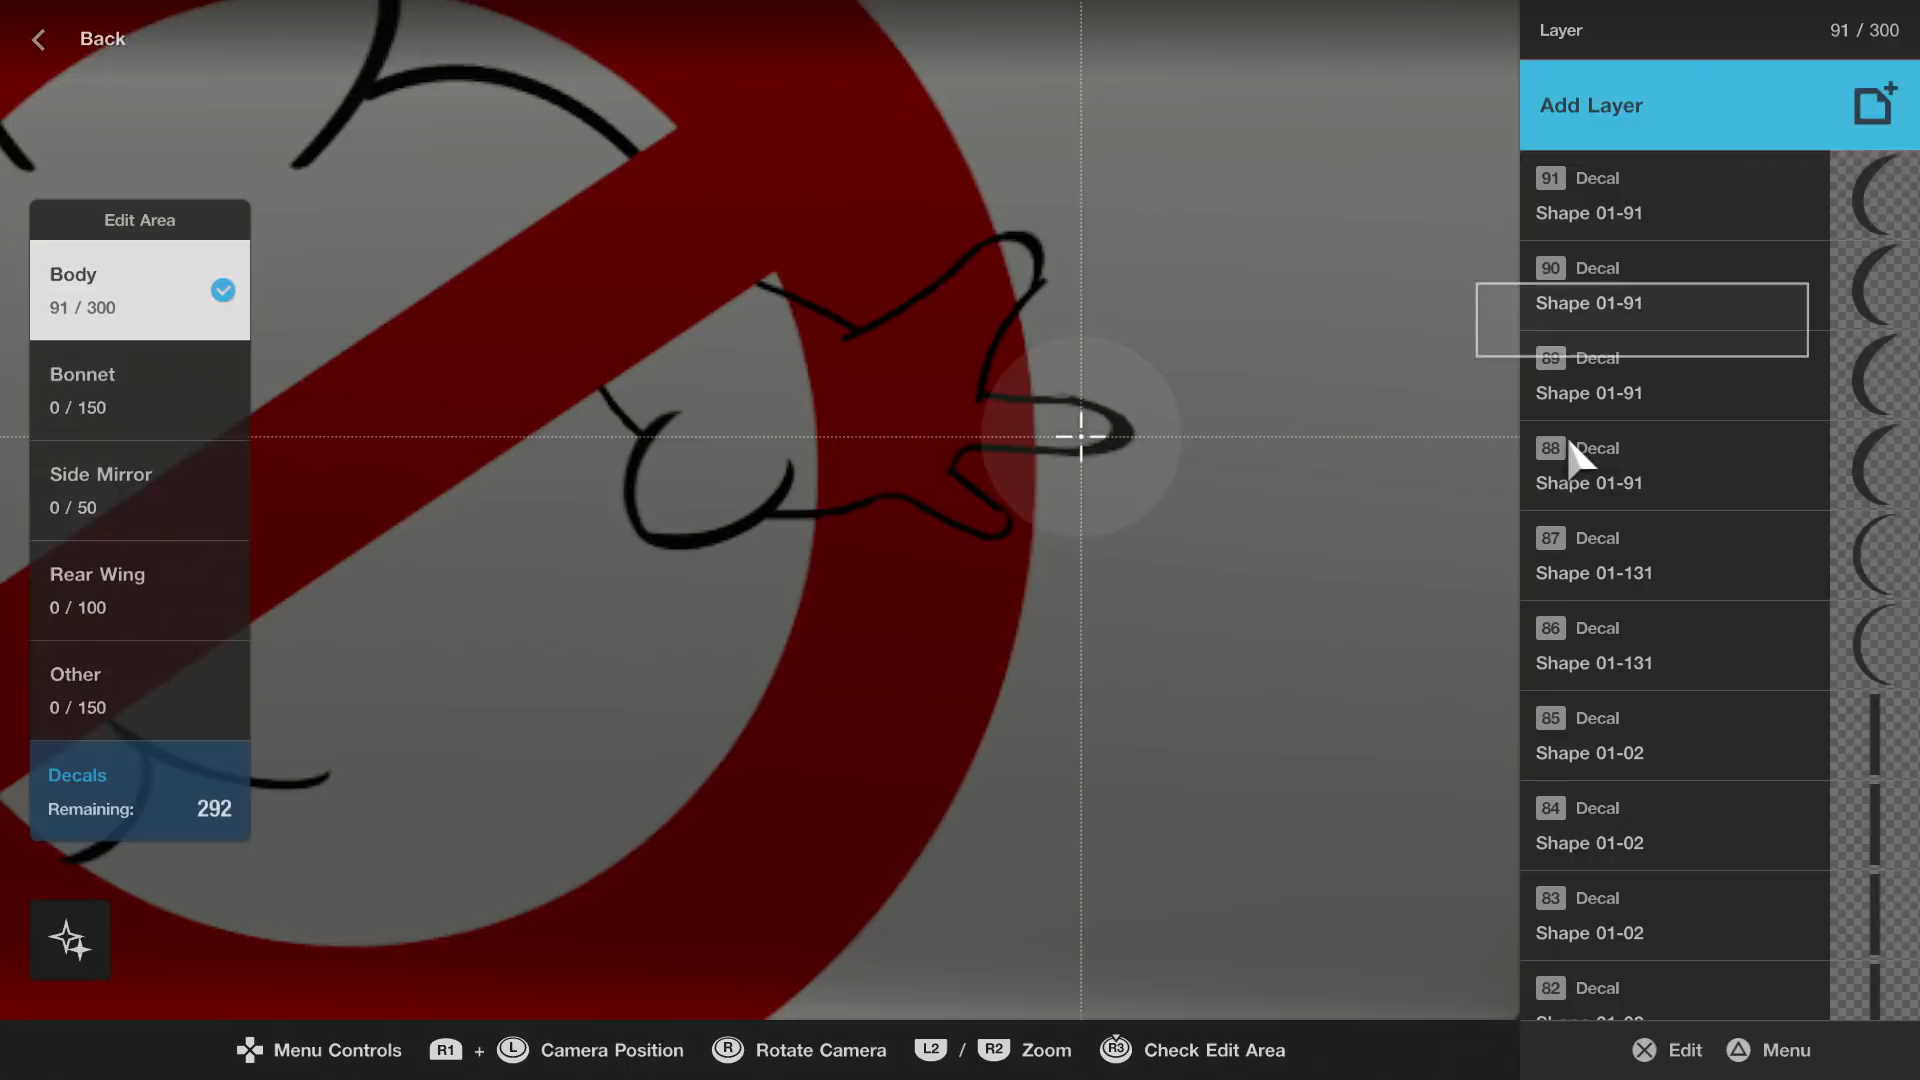 Back
Edit Area
Body
91 / 300
Bonnet
0 / 150
Side Mirror
0 / 50
Rear Wing
0 / 100
Other
0 / 150
Decals
Remaining: 292
Layer 91 / 300
Add Layer
91 Decal
Shape 01-91
90 Decal
Shape 01-91
89 Decal
Shape 01-91
88 Decal
Shape 01-91
87 Decal
Shape 01-131
86 Decal
Shape 01-131
85 Decal
Shape 01-02
84 Decal
Shape 01-02
83 Decal
Shape 01-02
82 Decal
Menu Controls R1 + L Camera Position R Rotate Camera L2 / R2 Zoom R3 Check Edit Area
Edit Menu